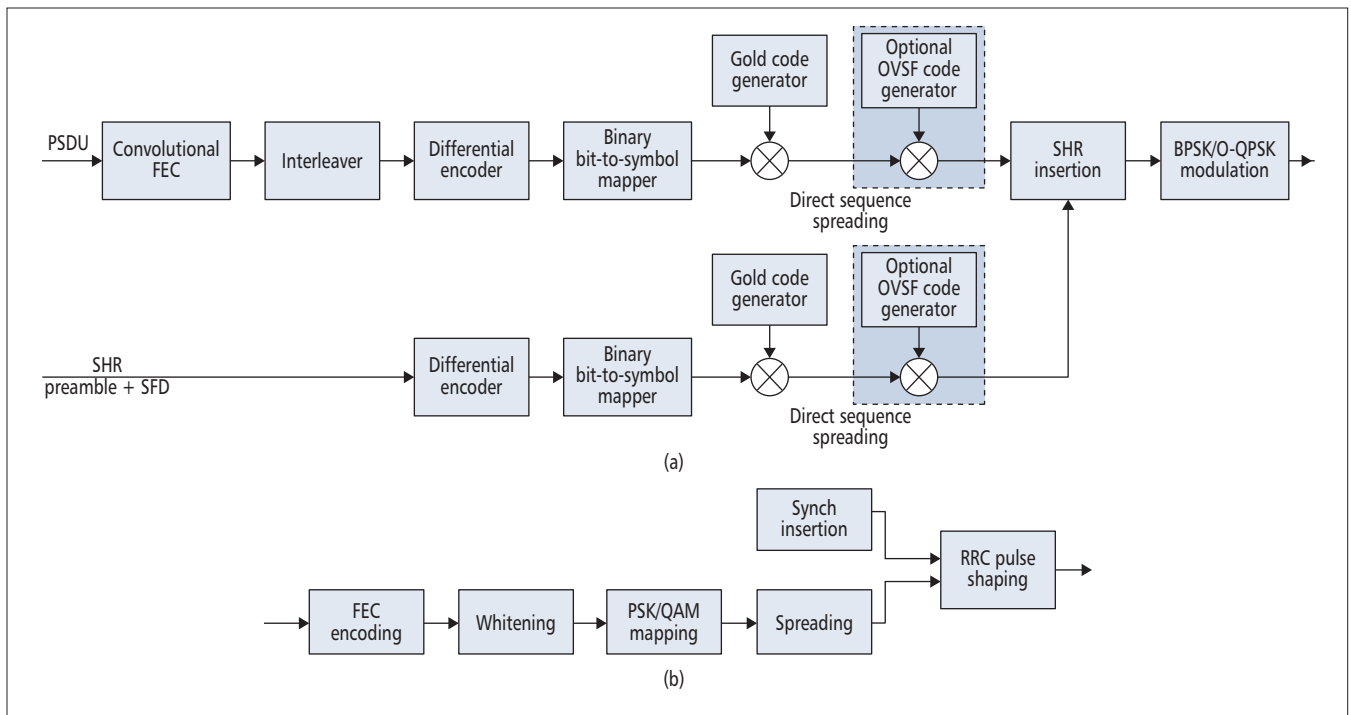 PSDU
Convolutional
FEC
Interleaver
Differential
encoder
Binary
bit-to-symbol
mapper
Gold code
generator
Optional
OVSF code
generator
Direct sequence
spreading
SHR
insertion
BPSK/O-QPSK
modulation
SHR
preamble + SFD
Differential
encoder
Binary
bit-to-symbol
mapper
Gold code
generator
Optional
OVSF code
generator
Direct sequence
spreading
(a)
Synch
insertion
FEC
encoding
Whitening
PSK/QAM
mapping
Spreading
RRC pulse
shaping
(b)